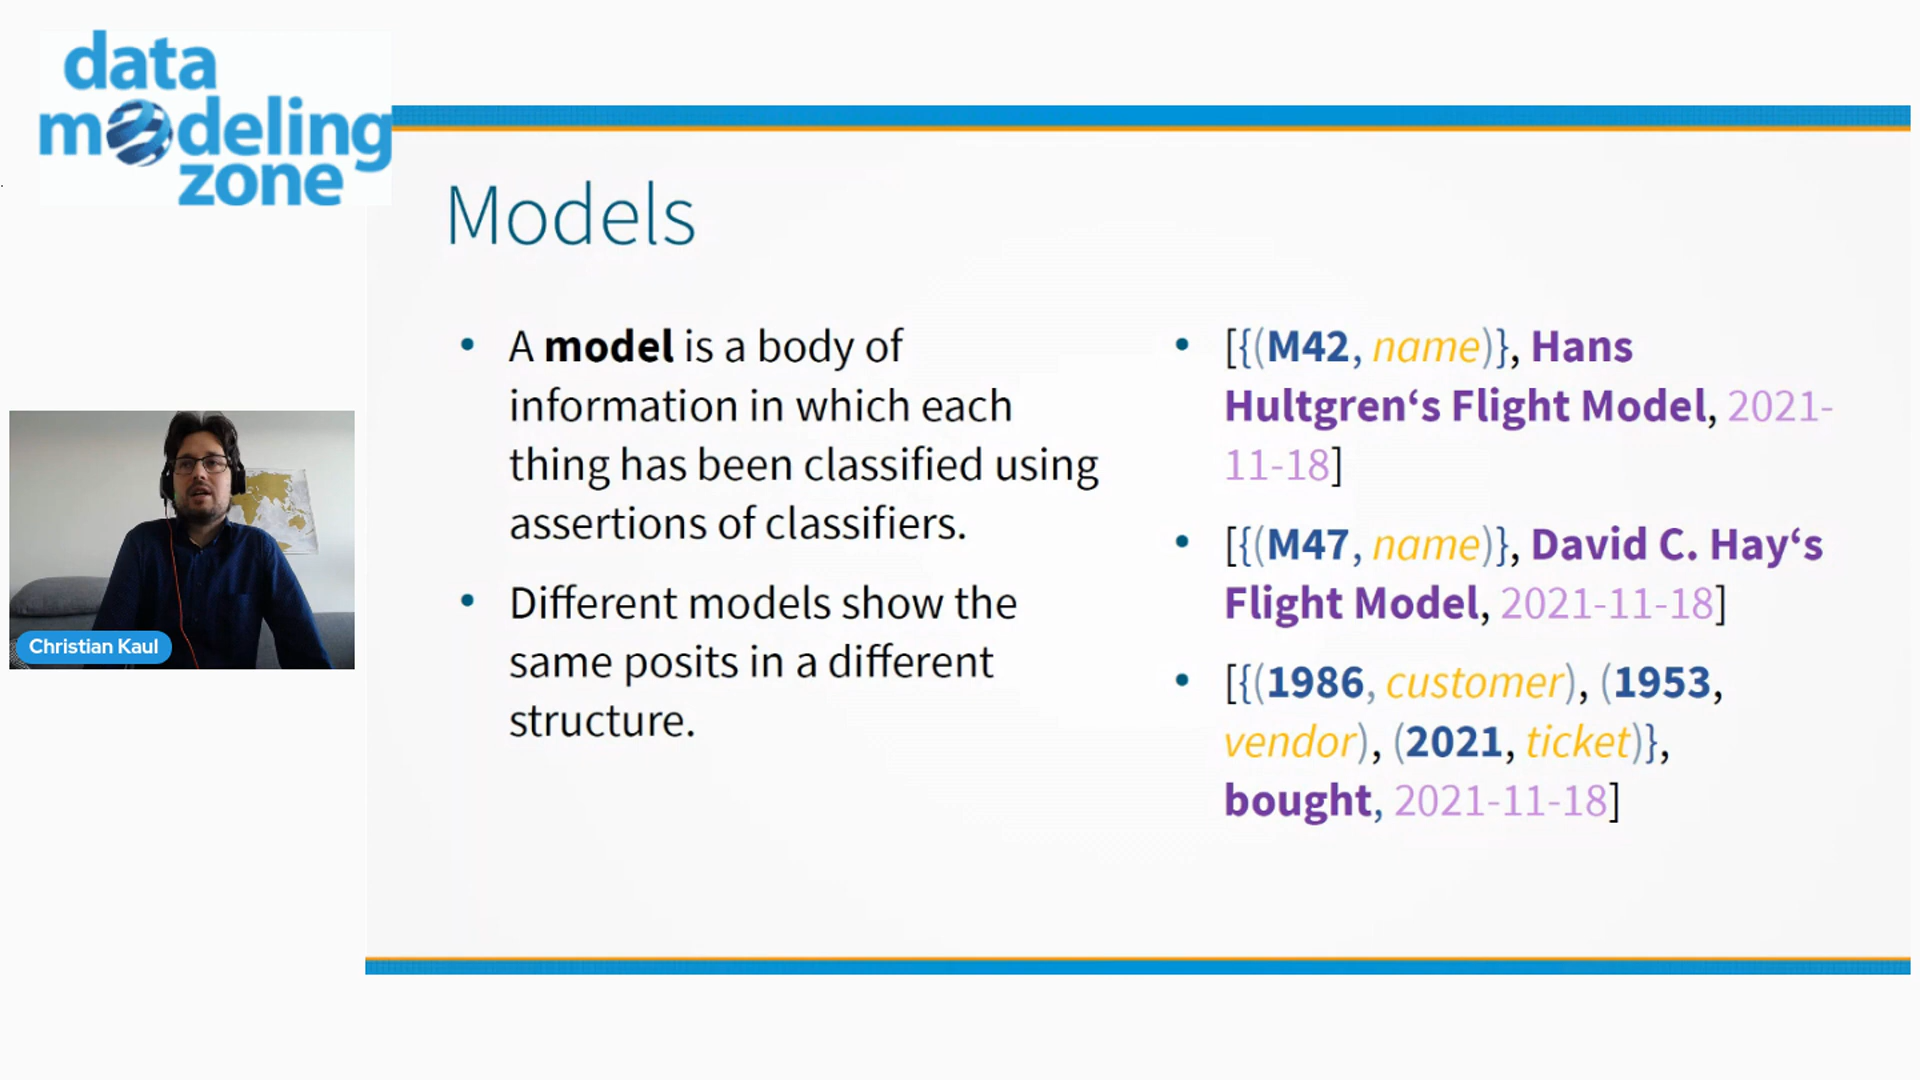 data
modeling
zone
Models
• A model is a body of
information in which each
thing has been classified using
assertions of classifiers.
• Different models show the
same posits in a different
structure.
• [{(M42, name)}, Hans
Hultgren‘s Flight Model, 2021-
11-18]
• [{(M47, name)}, David C. Hay‘s
Flight Model, 2021-11-18]
• [{(1986, customer), (1953,
vendor), (2021, ticket)},
bought, 2021-11-18]
Christian Kaul